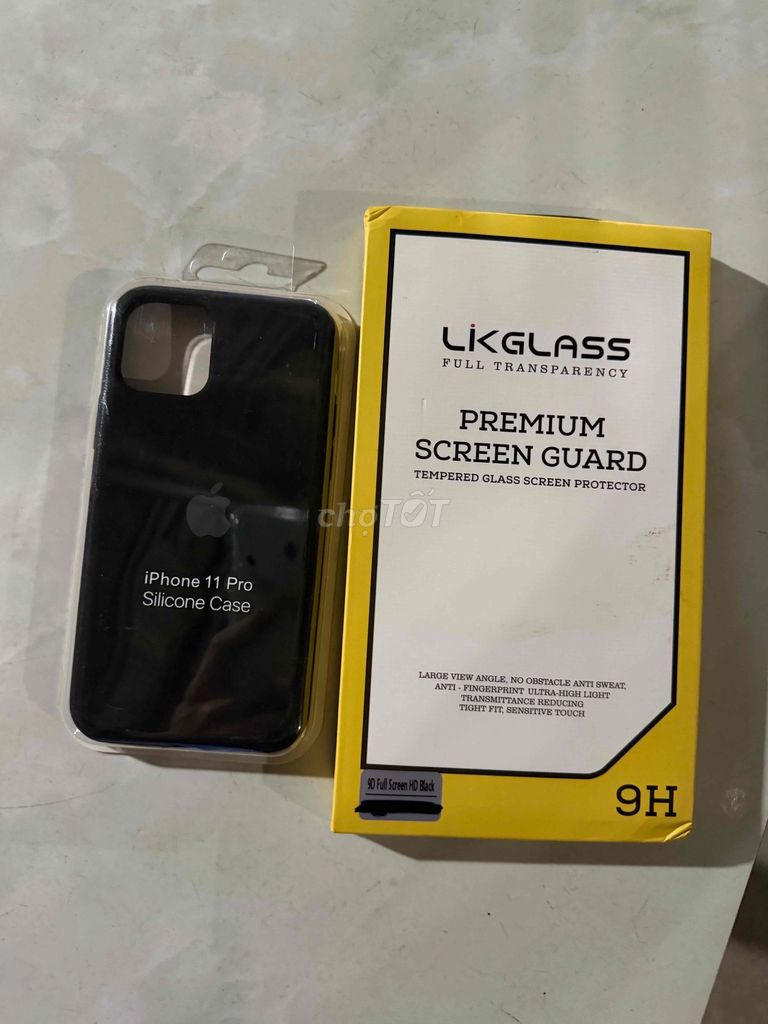 iPhone 11 Pro
Silicone Case
chợTỐT
LIKGLASS
FULL TRANSPARENCY
PREMIUM
SCREEN GUARD
TEMPERED GLASS SCREEN PROTECTOR
LARGE VIEW ANGLE, NO OBSTACLE ANTI SWEAT,
ANTI - FINGERPRINT ULTRA-HIGH LIGHT
TRANSMITTANCE REDUCING
TIGHT FIT, SENSITIVE TOUCH
9D Full Screen HD Black
9H